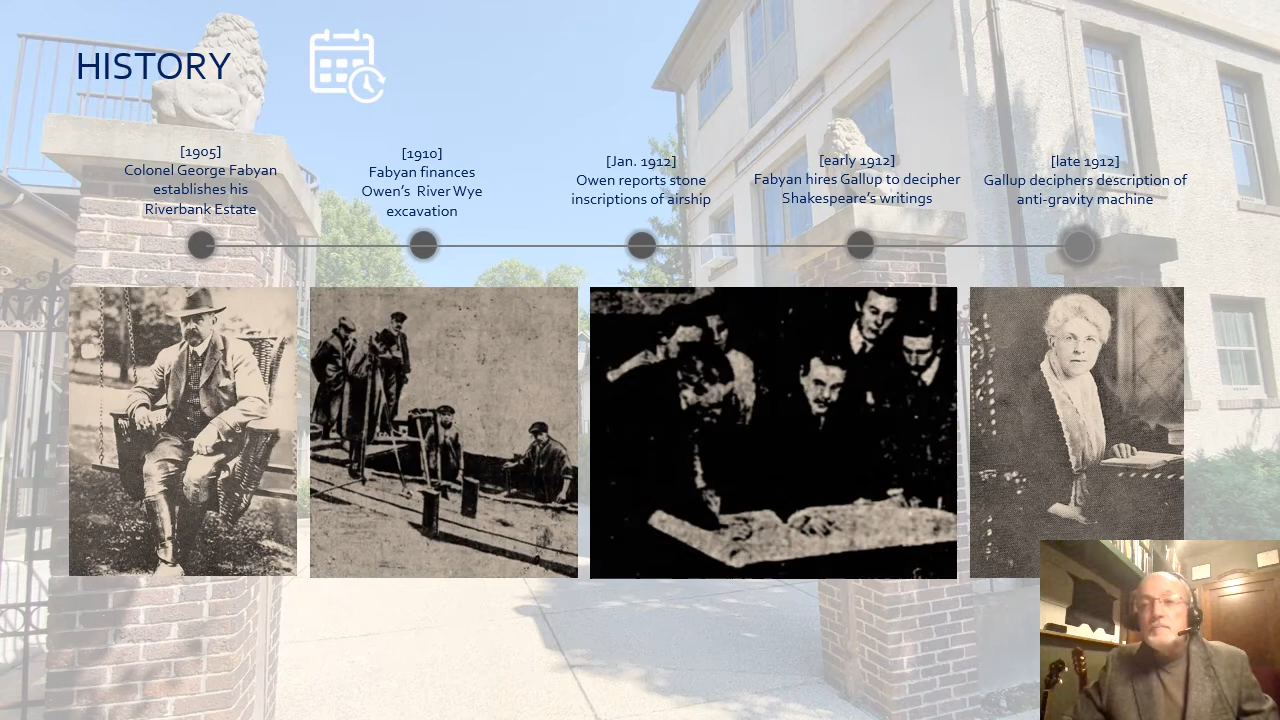 HISTORY
[1905]
Colonel George Fabyan
establishes his
Riverbank Estate
[1910]
Fabyan finances
Owen's River Wye
excavation
[Jan. 1912]
Owen reports stone
inscriptions of airship
[early 1912]
Fabyan hires Gallup to decipher
Shakespeare's writings
[late 1912]
Gallup deciphers description of
anti-gravity machine